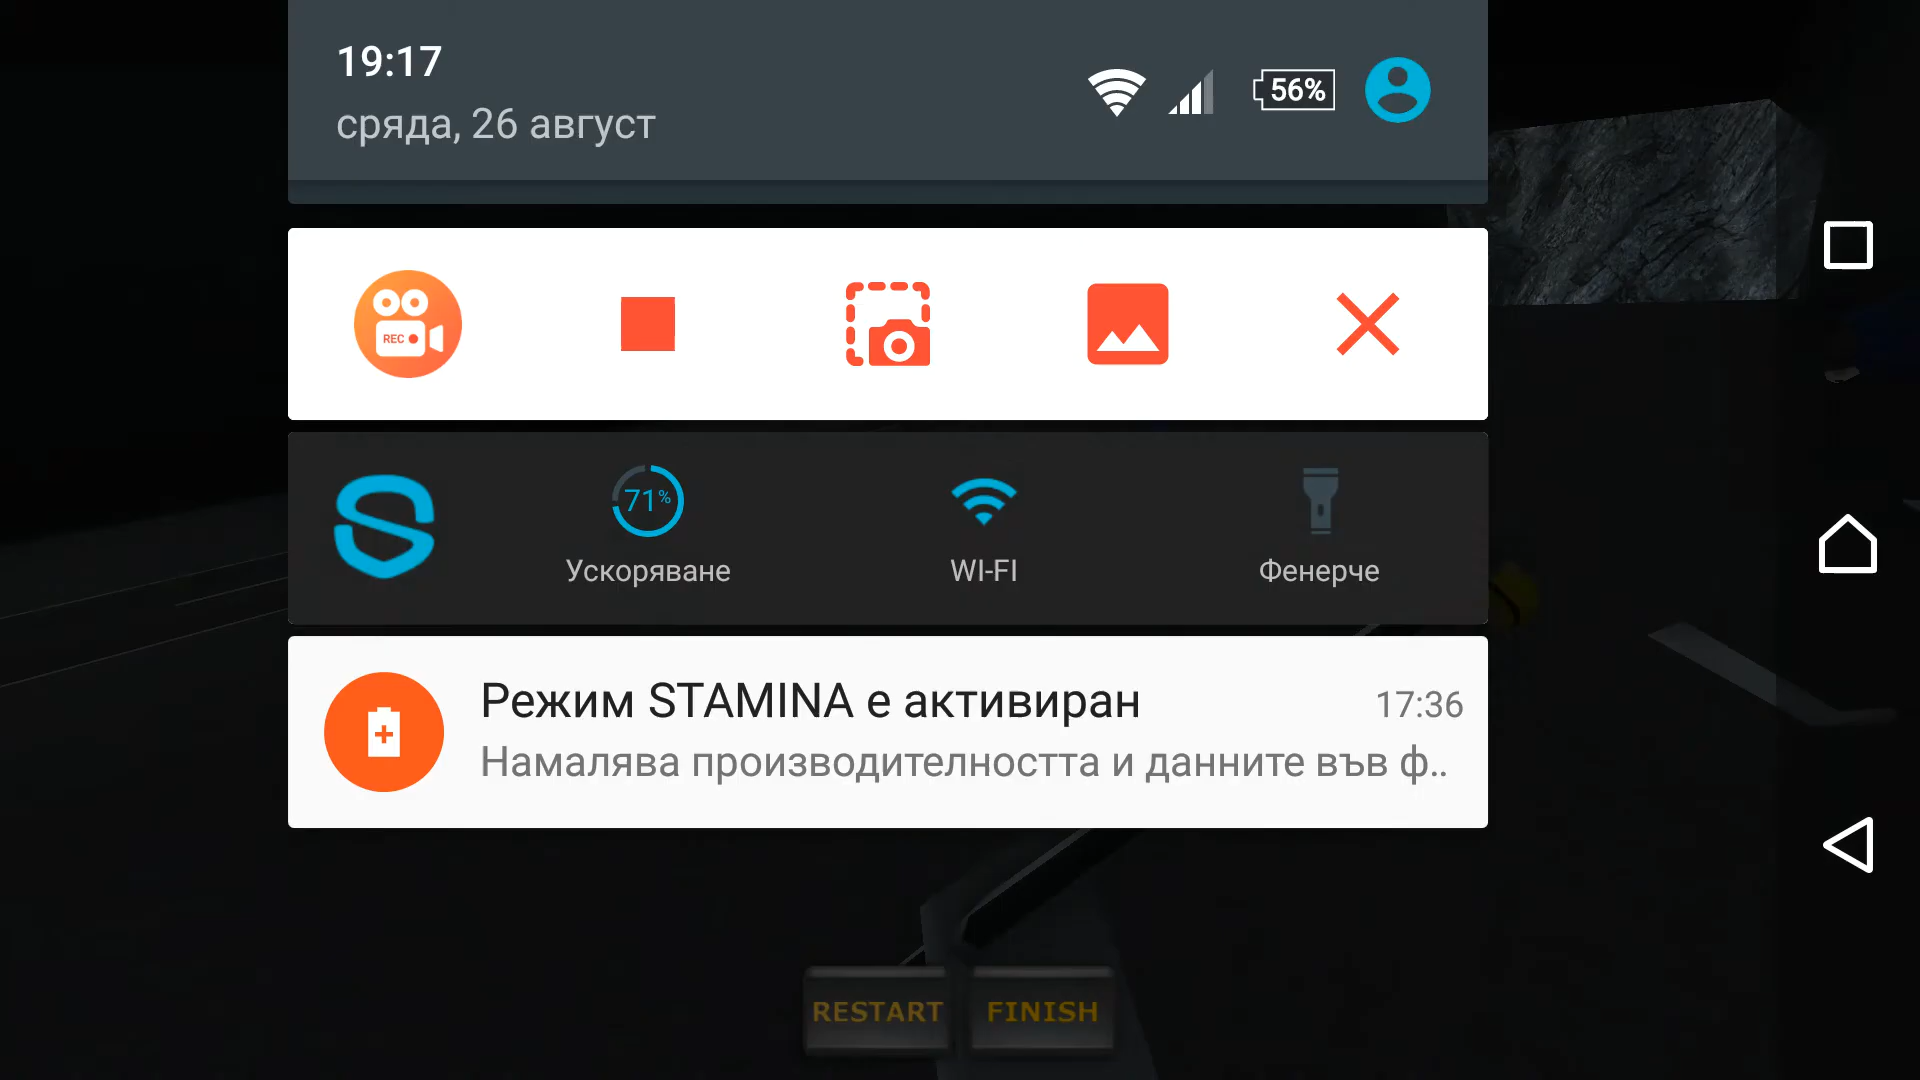 19:17
56%
сряда, 26 август
REC
71%
Ускоряване
WI-FI
Фенерче
Режим STAMINA е активиран
17:36
Намалява производителността и данните във ф..
RESTART
FINISH